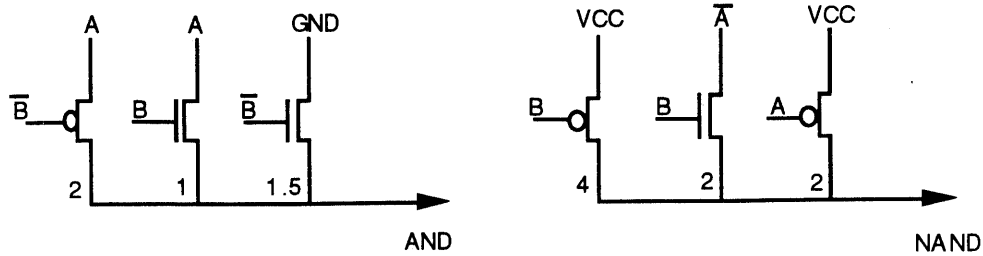 A A GND
B̅ B B̅
2 1 1.5
AND
VCC A̅ VCC
B B A
4 2 2
NAND